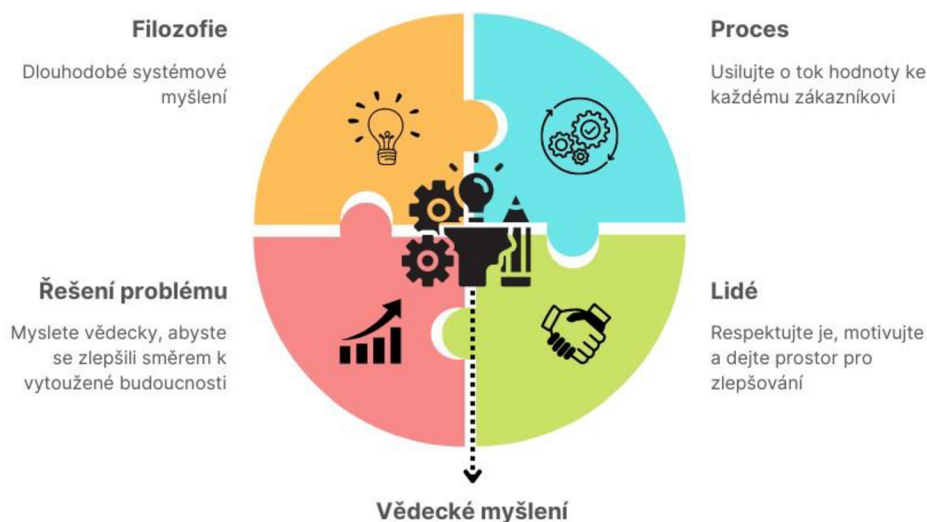 Filozofie
Dlouhodobé systémové
myšlení
Proces
Usilujte o tok hodnoty ke
každému zákazníkovi
Řešení problému
Myslete vědecky, abyste
se zlepšili směrem k
vytoužené budoucnosti
Lidé
Respektujte je, motivujte
a dejte prostor pro
zlepšování
Vědecké myšlení